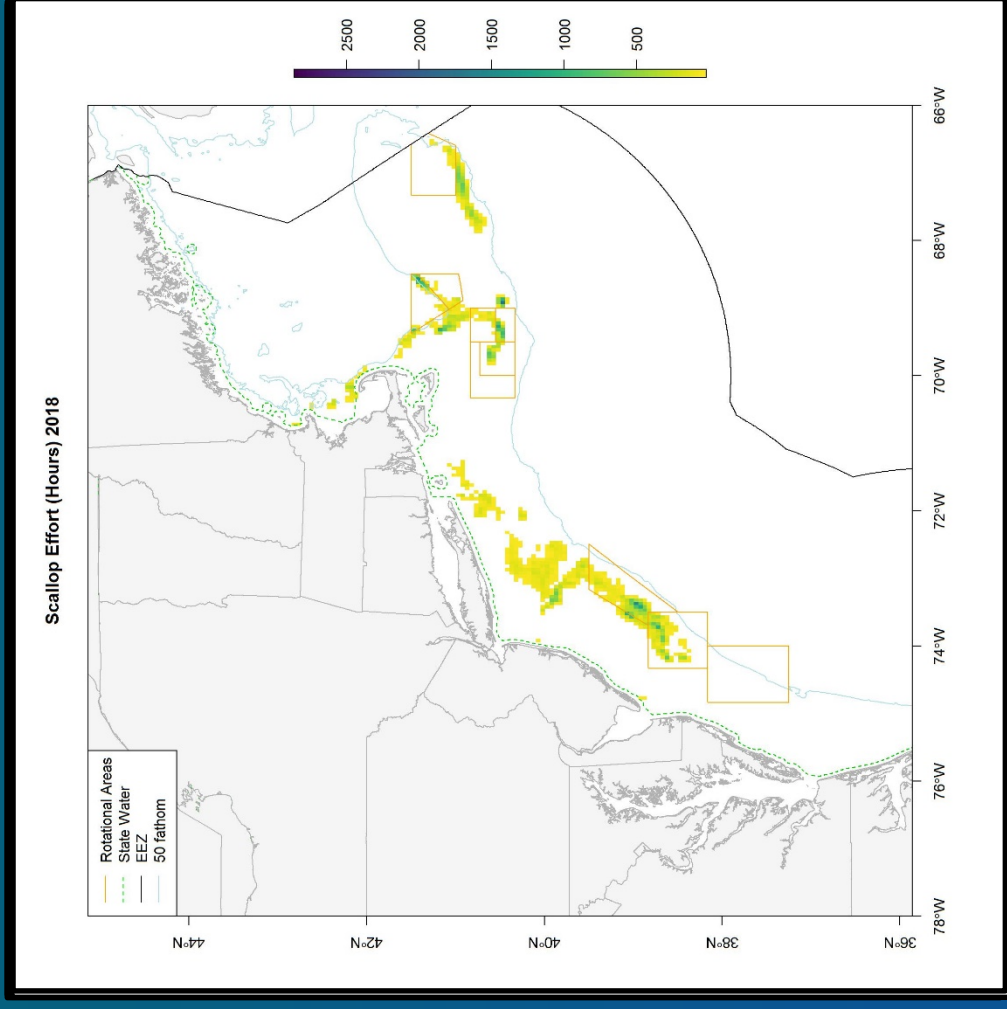 Scallop Effort (Hours) 2018
Rotational Areas
State Water
EEZ
50 fathom
44°N
42°N
40°N
38°N
36°N
78°W
76°W
74°W
72°W
70°W
68°W
66°W
2500
2000
1500
1000
500